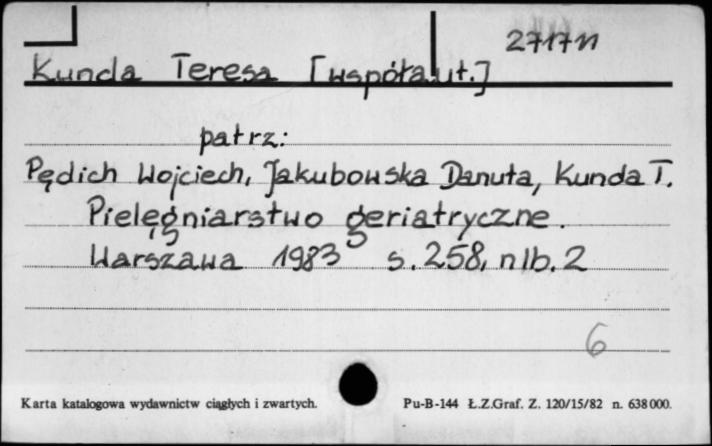 27171
Kunda Teresa [współaut.]
patrz:
Pędich Wojciech, Jakubowska Danuta, Kunda T.
Pielęgniarstwo geriatryczne.
Warszawa 1983 s. 258, nlb. 2
6
Karta katalogowa wydawnictw ciągłych i zwartych. Pu-B-144 Ł.Z.Graf. Z. 120/15/82 n. 638000.